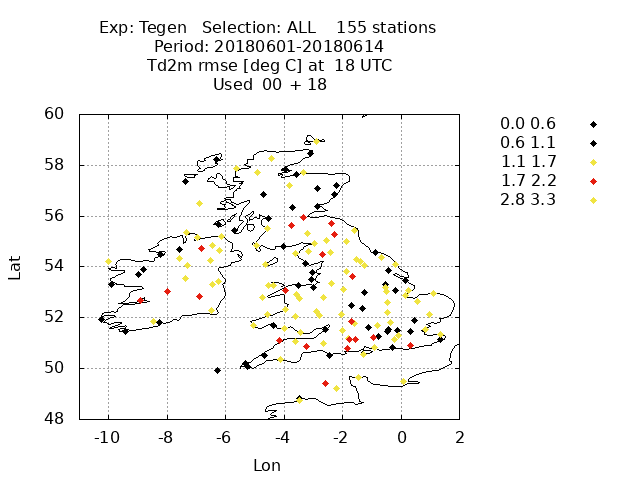 Exp: Tegen Selection: ALL 155 stations
Period: 20180601-20180614
Td2m rmse [deg C] at 18 UTC
Used 00 + 18
60
58
56
54
52
50
48
-10 -8 -6 -4 -2 0 2
Lat
Lon
0.0 0.6
0.6 1.1
1.1 1.7
1.7 2.2
2.8 3.3